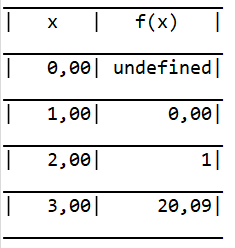 | x | f(x) |
| 0,00| undefined|
| 1,00| 0,00|
| 2,00| 1|
| 3,00| 20,09|